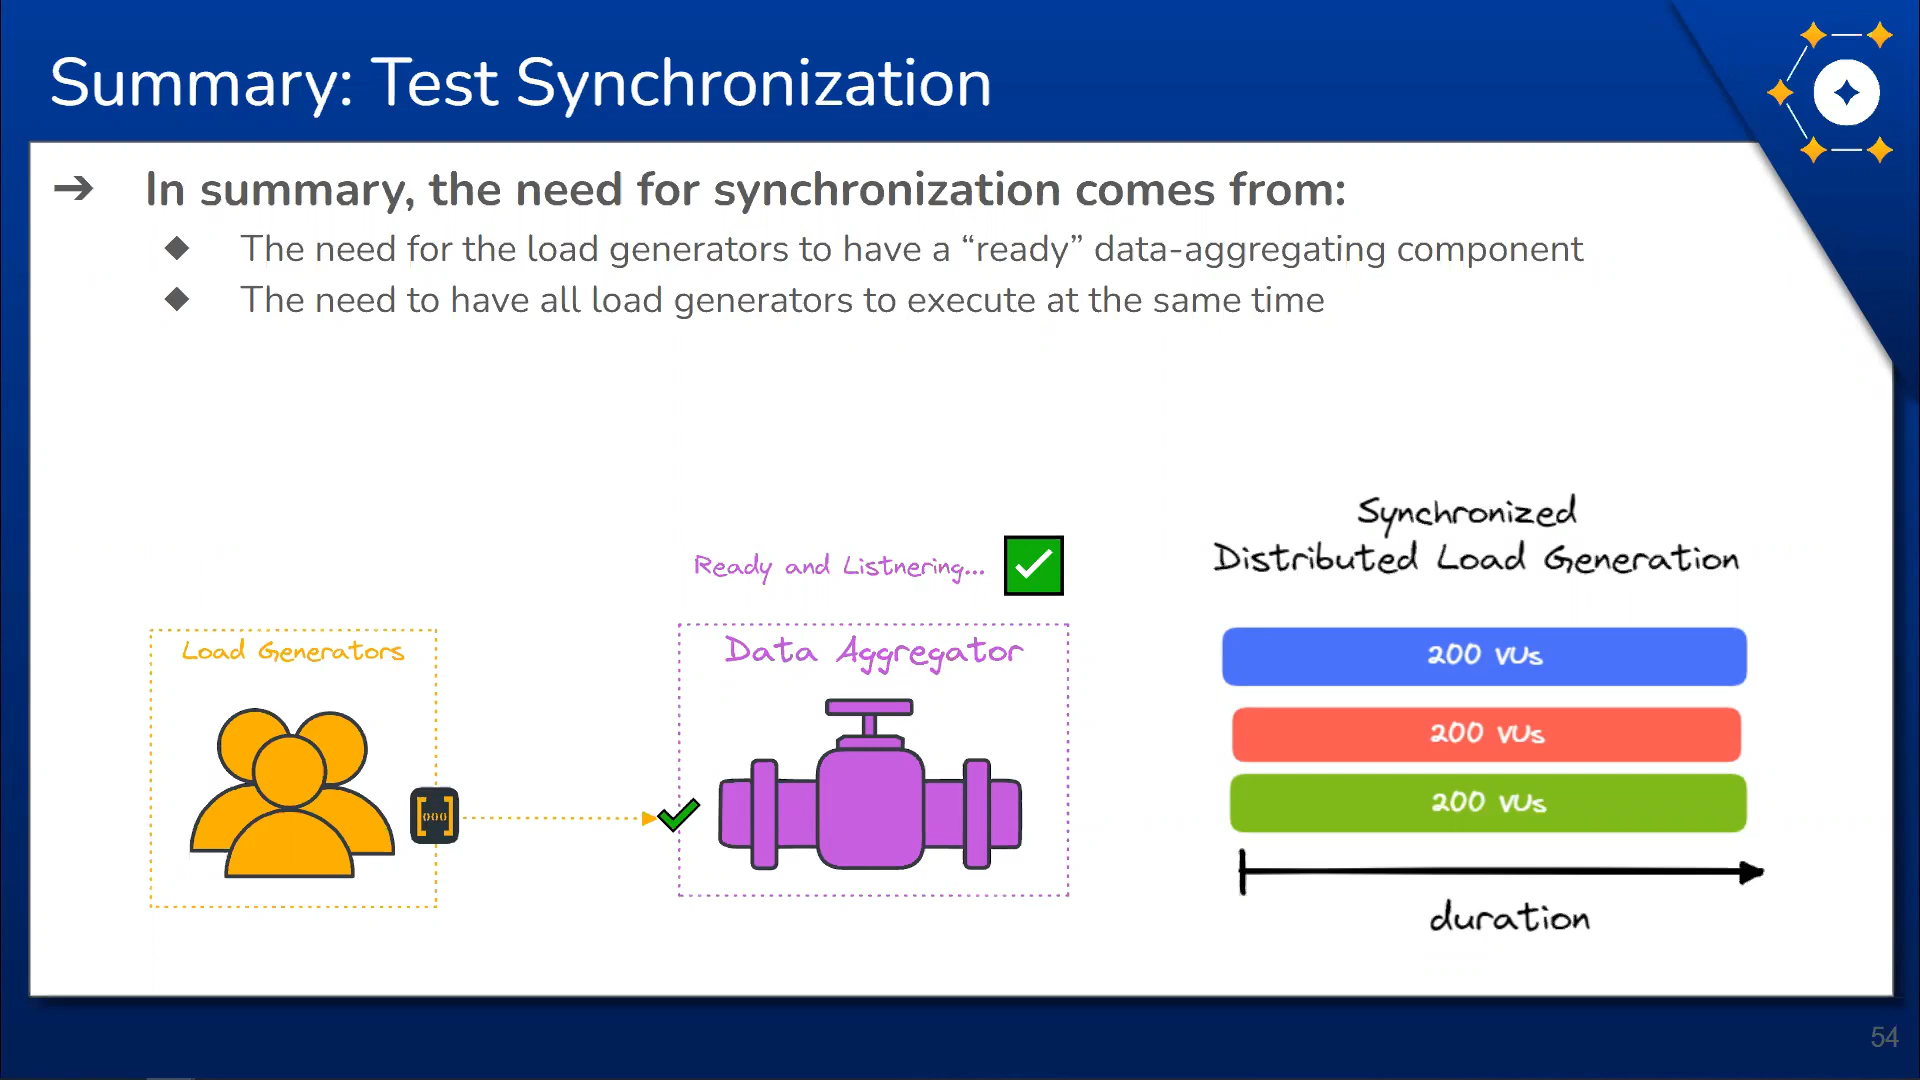 Summary: Test Synchronization
➔ In summary, the need for synchronization comes from:
◆ The need for the load generators to have a “ready” data-aggregating component
◆ The need to have all load generators to execute at the same time
Synchronized
Distributed Load Generation
Ready and Listnering...
Load Generators
Data Aggregator
200 VUs
200 VUs
200 VUs
[000]
duration
54